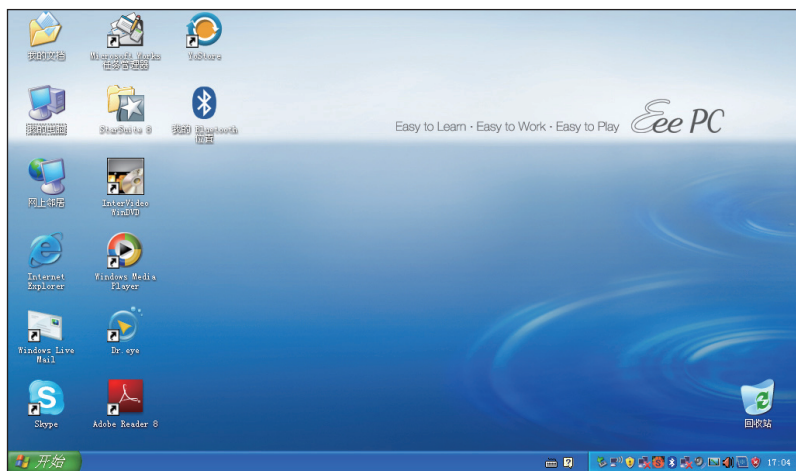 我的文档
Microsoft Works
任务管理器
YoStore
我的电脑
StarSuite 8
我的 Bluetooth
位置
Easy to Learn · Easy to Work · Easy to Play
Eee PC
网上邻居
InterVideo
WinDVD
Internet
Explorer
Windows Media
Player
Windows Live
Mail
Dr.eye
Skype
Adobe Reader 8
回收站
开始
17:04